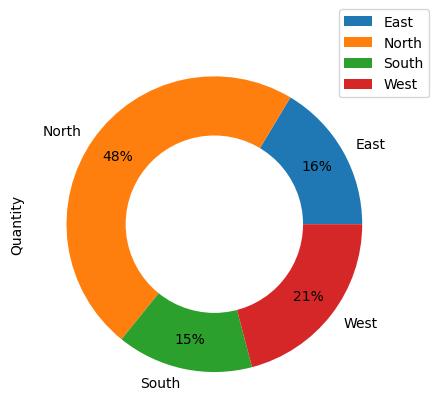 East
North
South
West
North
48%
East
16%
Quantity
21%
West
15%
South